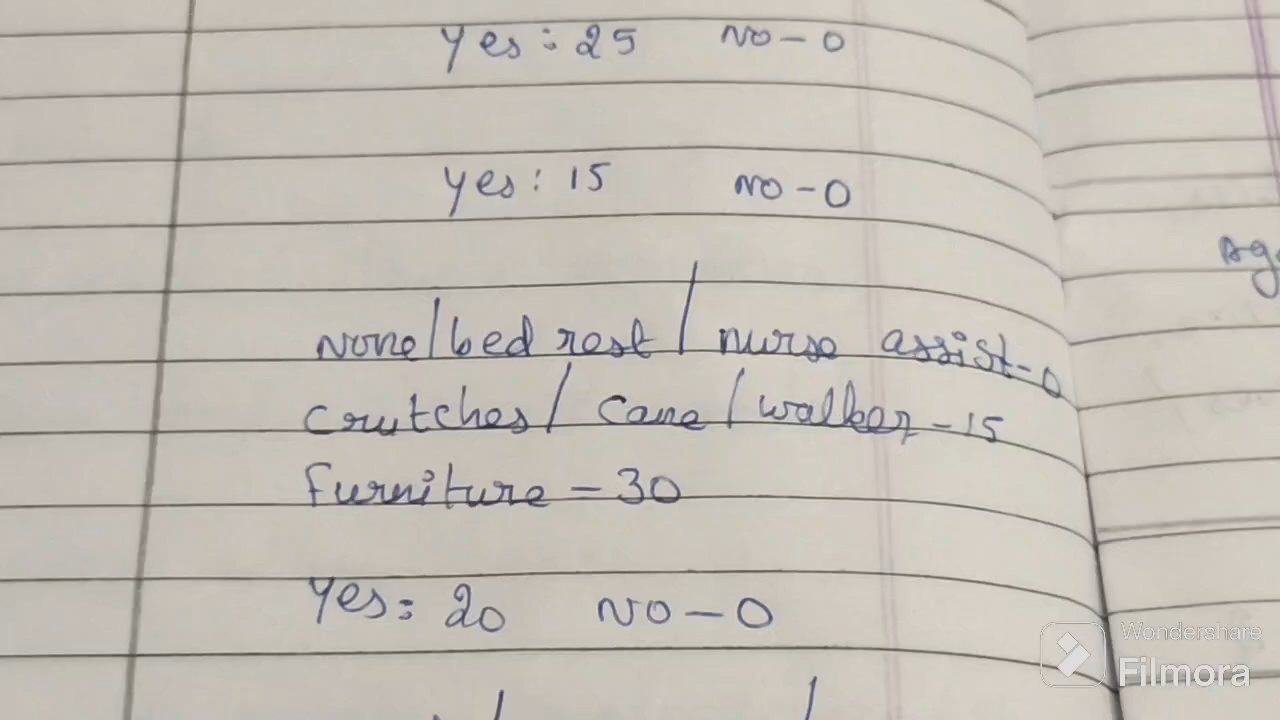 Yes: 25 No - 0
Yes: 15 No - 0
None/bed rest/nurse assist-0
Crutches/cane/walker-15
Furniture-30
Yes: 20 No-0
Wondershare
Filmora